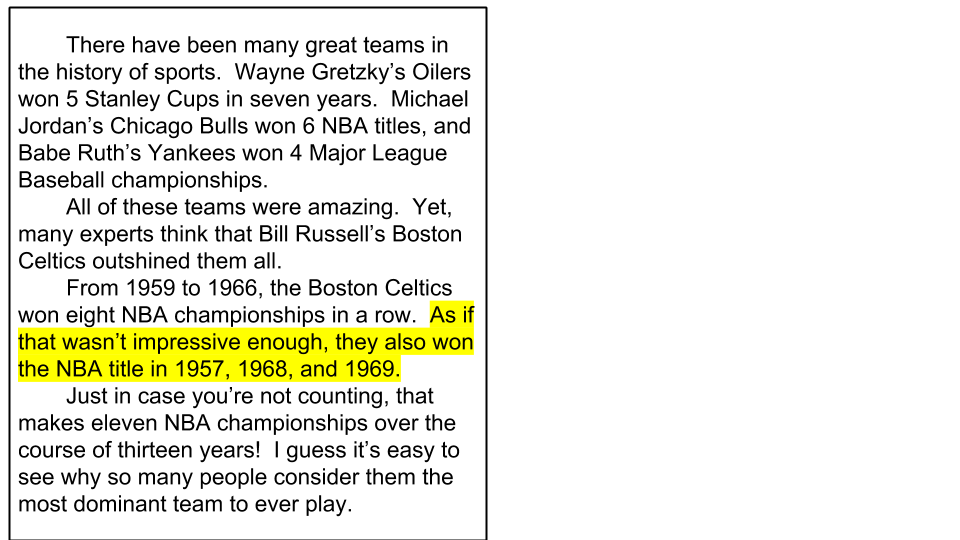 There have been many great teams in
the history of sports.  Wayne Gretzky’s Oilers
won 5 Stanley Cups in seven years.  Michael
Jordan’s Chicago Bulls won 6 NBA titles, and
Babe Ruth’s Yankees won 4 Major League
Baseball championships.
All of these teams were amazing.  Yet,
many experts think that Bill Russell’s Boston
Celtics outshined them all.
From 1959 to 1966, the Boston Celtics
won eight NBA championships in a row.  As if
that wasn’t impressive enough, they also won
the NBA title in 1957, 1968, and 1969.
Just in case you’re not counting, that
makes eleven NBA championships over the
course of thirteen years!  I guess it’s easy to
see why so many people consider them the
most dominant team to ever play.